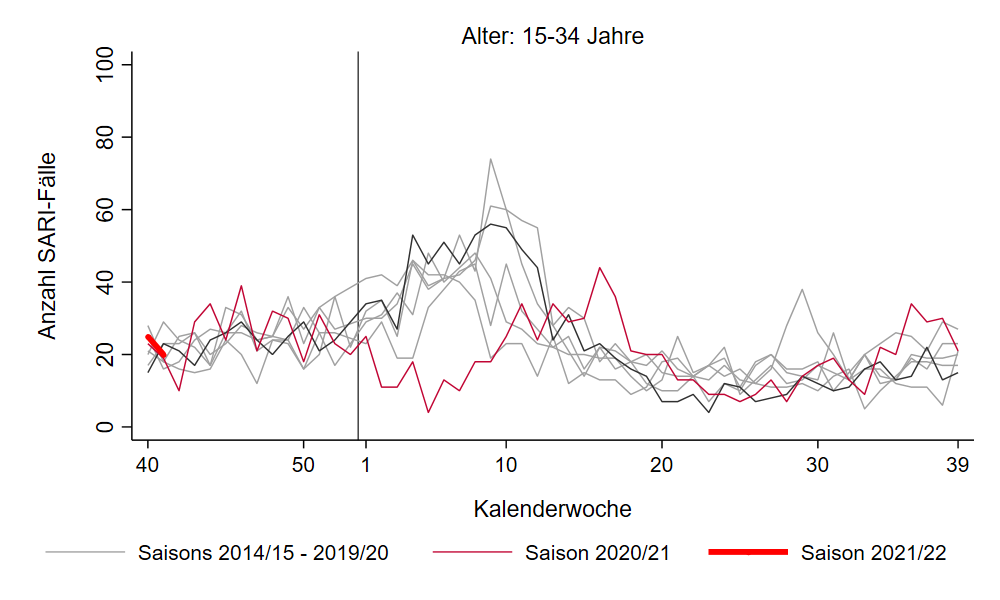 Alter: 15-34 Jahre
Anzahl SARI-Fälle
100
80
60
40
20
0
40 50 1 10 20 30 39
Kalenderwoche
Saisons 2014/15 - 2019/20 Saison 2020/21 Saison 2021/22